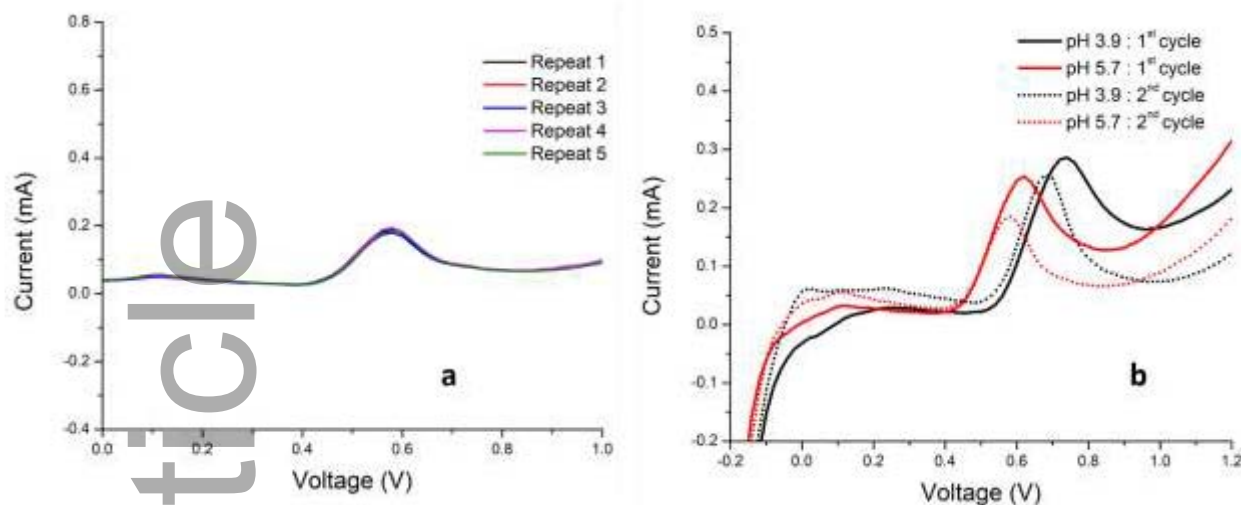 0.8
0.6
0.4
0.2
0.0
-0.2
-0.4
0.0 0.2 0.4 0.6 0.8 1.0
Current (mA)
Voltage (V)
Repeat 1
Repeat 2
Repeat 3
Repeat 4
Repeat 5
a
ticle
0.5
0.4
0.3
0.2
0.1
0.0
-0.1
-0.2
-0.2 0.0 0.2 0.4 0.6 0.8 1.0 1.2
Current (mA)
Voltage (V)
pH 3.9 : 1st cycle
pH 5.7 : 1st cycle
pH 3.9 : 2nd cycle
pH 5.7 : 2nd cycle
b